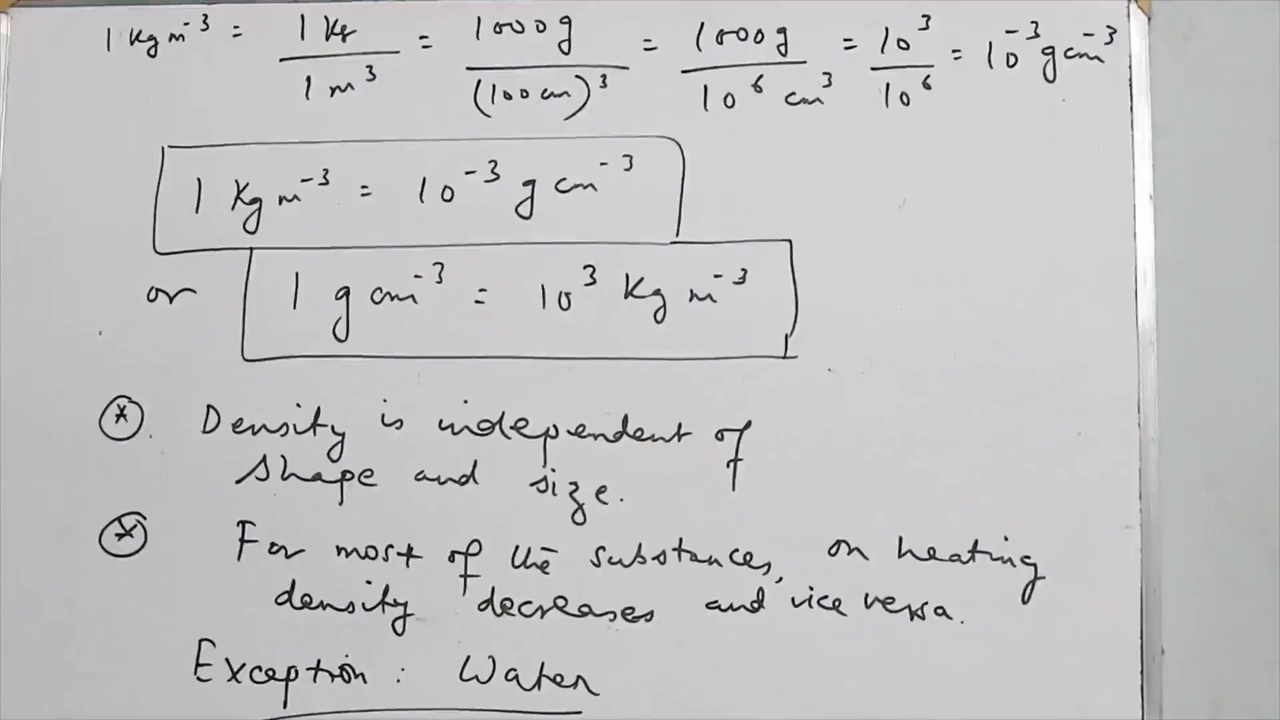 1 Kg m⁻³ = 1 Kg / 1 m³ = 1000 g / (100 cm)³ = 1000 g / 10⁶ cm³ = 10³ / 10⁶ = 10⁻³ g cm⁻³
1 Kg m⁻³ = 10⁻³ g cm⁻³
or 1 g cm⁻³ = 10³ Kg m⁻³
* . Density is independent of
shape and size.
* For most of the substances, on heating
density decreases and vice versa.
Exception : Water